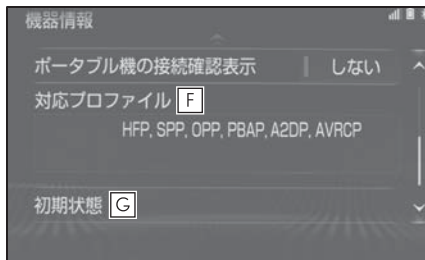 機器情報
ポータブル機の接続確認表示 しない
対応プロファイル F
HFP, SPP, OPP, PBAP, A2DP, AVRCP
初期状態 G